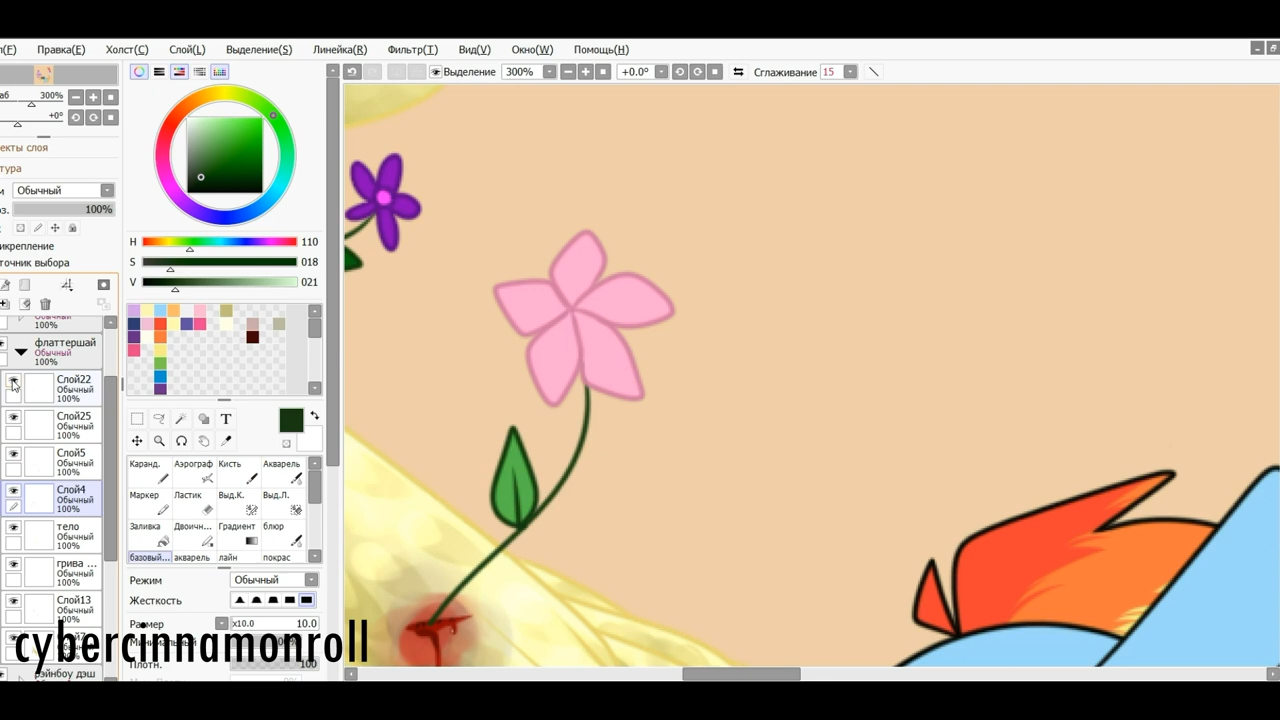 л(F) Правка(E) Холст(C) Слой(L) Выделение(S) Линейка(R) Фильтр(T) Вид(V) Окно(W) Помощь(H)
Выделение 300% +0.0° Сглаживание 15
аб 300%
+0°
екты слоя
тура
м Обычный
оз. 100%
икрепление
точник выбора
H 110
S 018
V 021
Обычный
100%
флаттершай
Обычный
100%
Слой22
Обычный
100%
Слой25
Обычный
100%
Слой5
Обычный
100%
Слой4
Обычный
100%
тело
Обычный
100%
грива ...
Обычный
100%
Слой13
Обычный
100%
рэйнбоу дэш
T
Каранд. Аэрограф Кисть Акварель
Маркер Ластик Выд.К. Выд.Л.
Заливка Двоичн... Градиент блюр
базовый... акварель лайн покрас
Режим Обычный
Жесткость
Размер x10.0 10.0
Плотн. 100
cybercinnamonroll